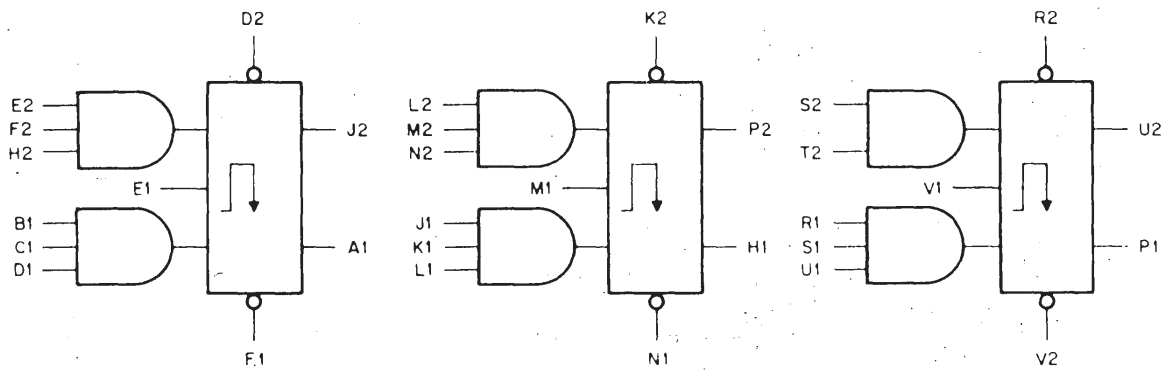 D2 K2 R2
E2 L2 S2
F2 J2 M2 P2 U2
H2 N2 T2
E1 M1 V1
B1 J1 R1
C1 A1 K1 H1 S1 P1
D1 L1 U1
F1 N1 V2